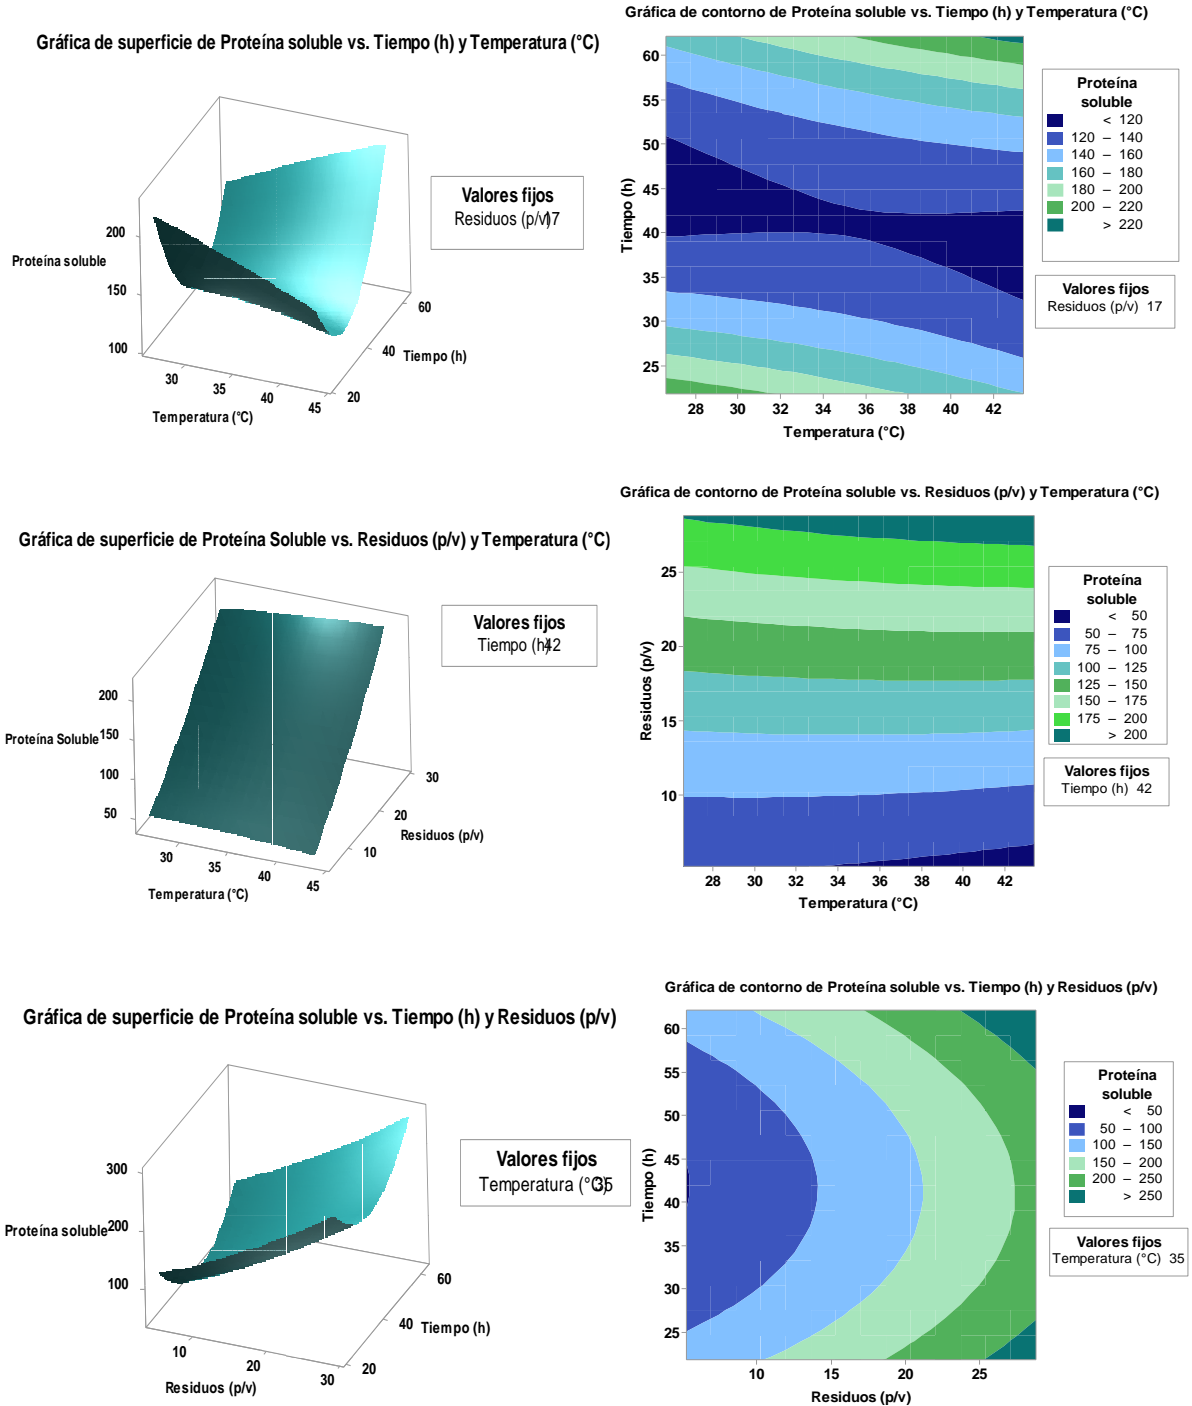 Gráfica de superficie de Proteína soluble vs. Tiempo (h) y Temperatura (°C)
200
150
100
Proteína soluble
30
35
40
45
Temperatura (°C)
20
40
60
Tiempo (h)
Valores fijos
Residuos (p/v) 17
Gráfica de contorno de Proteína soluble vs. Tiempo (h) y Temperatura (°C)
60
55
50
45
40
35
30
25
Tiempo (h)
28 30 32 34 36 38 40 42
Temperatura (°C)
Proteína
soluble
< 120
120 – 140
140 – 160
160 – 180
180 – 200
200 – 220
> 220
Valores fijos
Residuos (p/v) 17
Gráfica de superficie de Proteína Soluble vs. Residuos (p/v) y Temperatura (°C)
200
150
100
50
Proteína Soluble
30
35
40
45
Temperatura (°C)
10
20
30
Residuos (p/v)
Valores fijos
Tiempo (h) 42
Gráfica de contorno de Proteína soluble vs. Residuos (p/v) y Temperatura (°C)
25
20
15
10
Residuos (p/v)
28 30 32 34 36 38 40 42
Temperatura (°C)
Proteína
soluble
< 50
50 – 75
75 – 100
100 – 125
125 – 150
150 – 175
175 – 200
> 200
Valores fijos
Tiempo (h) 42
Gráfica de superficie de Proteína soluble vs. Tiempo (h) y Residuos (p/v)
300
200
100
Proteína soluble
10
20
30
Residuos (p/v)
20
40
60
Tiempo (h)
Valores fijos
Temperatura (°C) 35
Gráfica de contorno de Proteína soluble vs. Tiempo (h) y Residuos (p/v)
60
55
50
45
40
35
30
25
Tiempo (h)
10 15 20 25
Residuos (p/v)
Proteína
soluble
< 50
50 – 100
100 – 150
150 – 200
200 – 250
> 250
Valores fijos
Temperatura (°C) 35